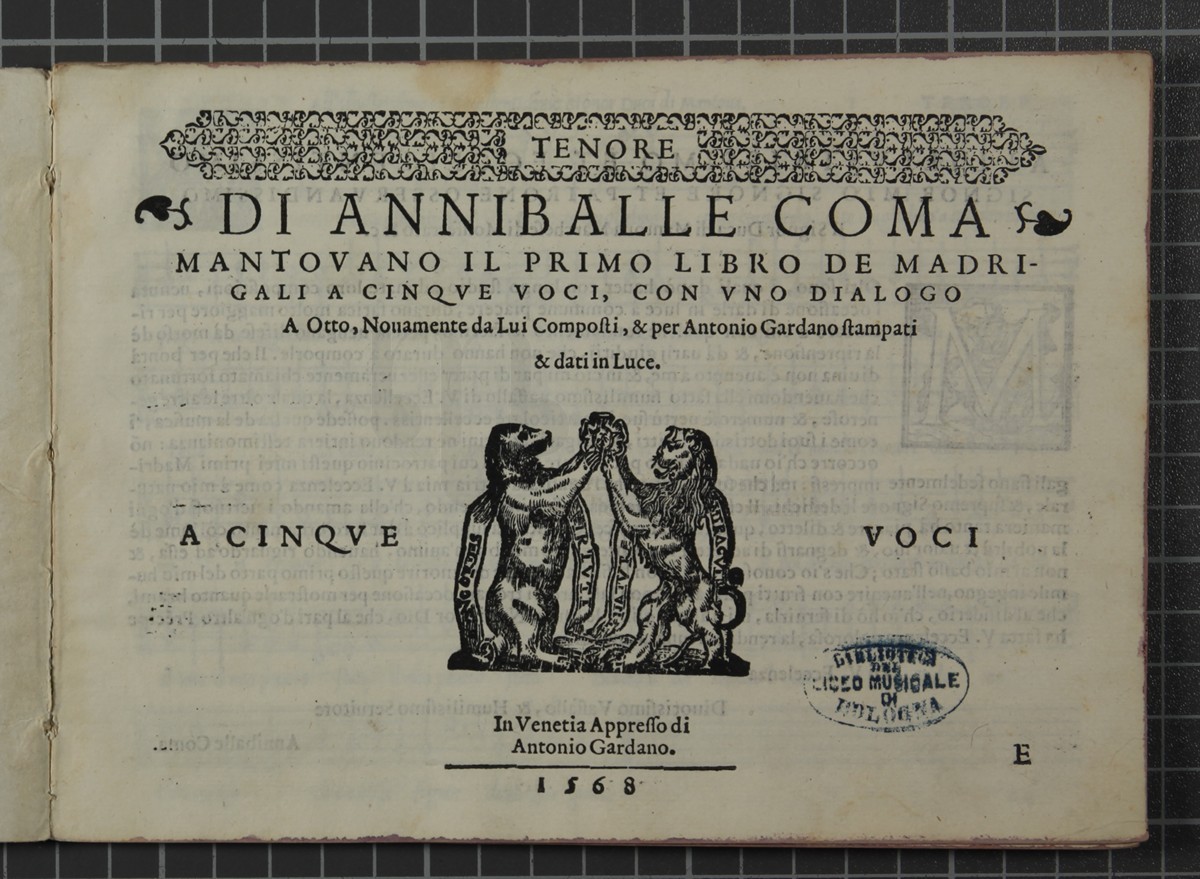 TENORE
DI ANNIBALLE COMA
MANTOVANO IL PRIMO LIBRO DE MADRI-
GALI A CINQVE VOCI, CON VNO DIALOGO
A Otto, Nouamente da Lui Composti, & per Antonio Gardano stampati
& dati in Luce.
A CINQVE VOCI
CONCORDES
VIRTVTE
In Venetia Appresso di
Antonio Gardano.
1568
E
BIBLIOTECA
DEL
LICEO MUSICALE
DI
BOLOGNA